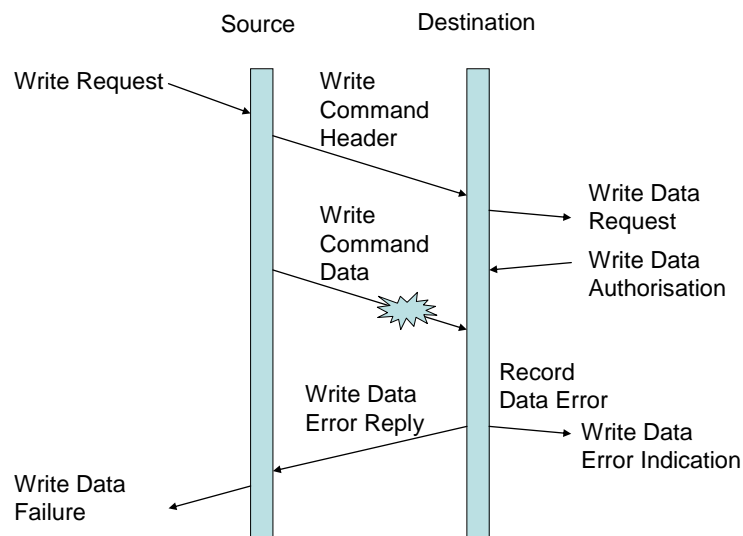 Source
Destination
Write Request
Write
Command
Header
Write Data
Request
Write
Command
Data
Write Data
Authorisation
Record
Data Error
Write Data
Error Reply
Write Data
Error Indication
Write Data
Failure